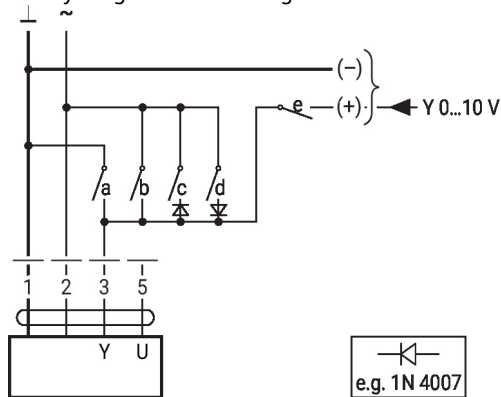 ⊥ ~
(–)
e (+) Y 0...10 V
a b c d
1 2 3 5
Y U
e.g. 1N 4007